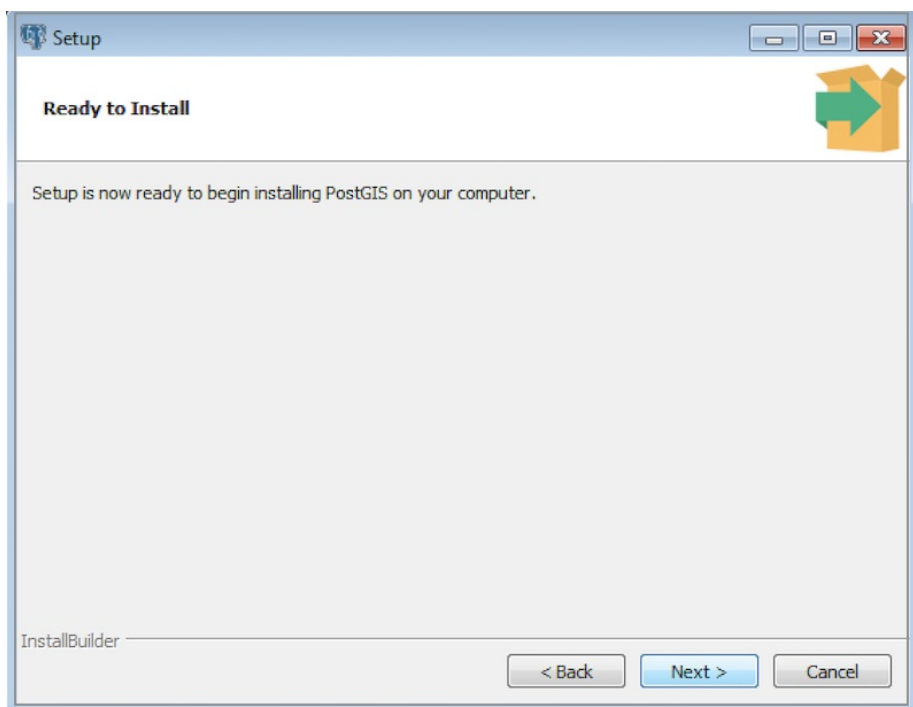 Setup
Ready to Install
Setup is now ready to begin installing PostGIS on your computer.
InstallBuilder
< Back
Next >
Cancel